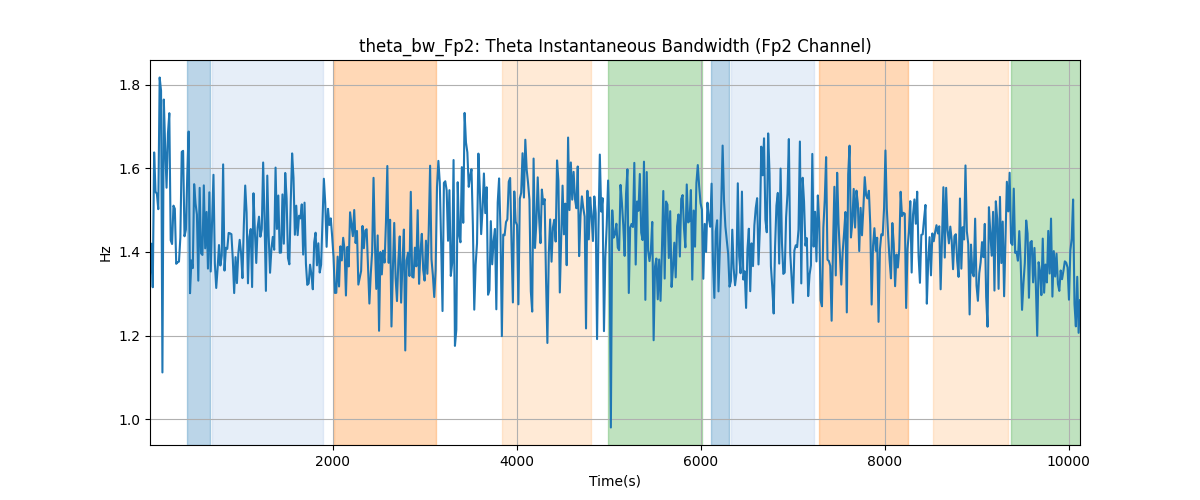 theta_bw_Fp2: Theta Instantaneous Bandwidth (Fp2 Channel)
Hz
1.8
1.6
1.4
1.2
1.0
2000 4000 6000 8000 10000
Time(s)